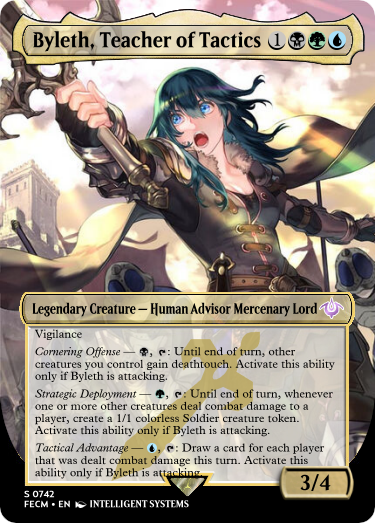 Byleth, Teacher of Tactics 1
Legendary Creature — Human Advisor Mercenary Lord
Vigilance
Cornering Offense — , : Until end of turn, other
creatures you control gain deathtouch. Activate this ability
only if Byleth is attacking.
Strategic Deployment — , : Until end of turn, whenever
one or more other creatures deal combat damage to a
player, create a 1/1 colorless Soldier creature token.
Activate this ability only if Byleth is attacking.
Tactical Advantage — , : Draw a card for each player
that was dealt combat damage this turn. Activate this
ability only if Byleth is attacking.
3/4
S 0742
FECM • EN INTELLIGENT SYSTEMS